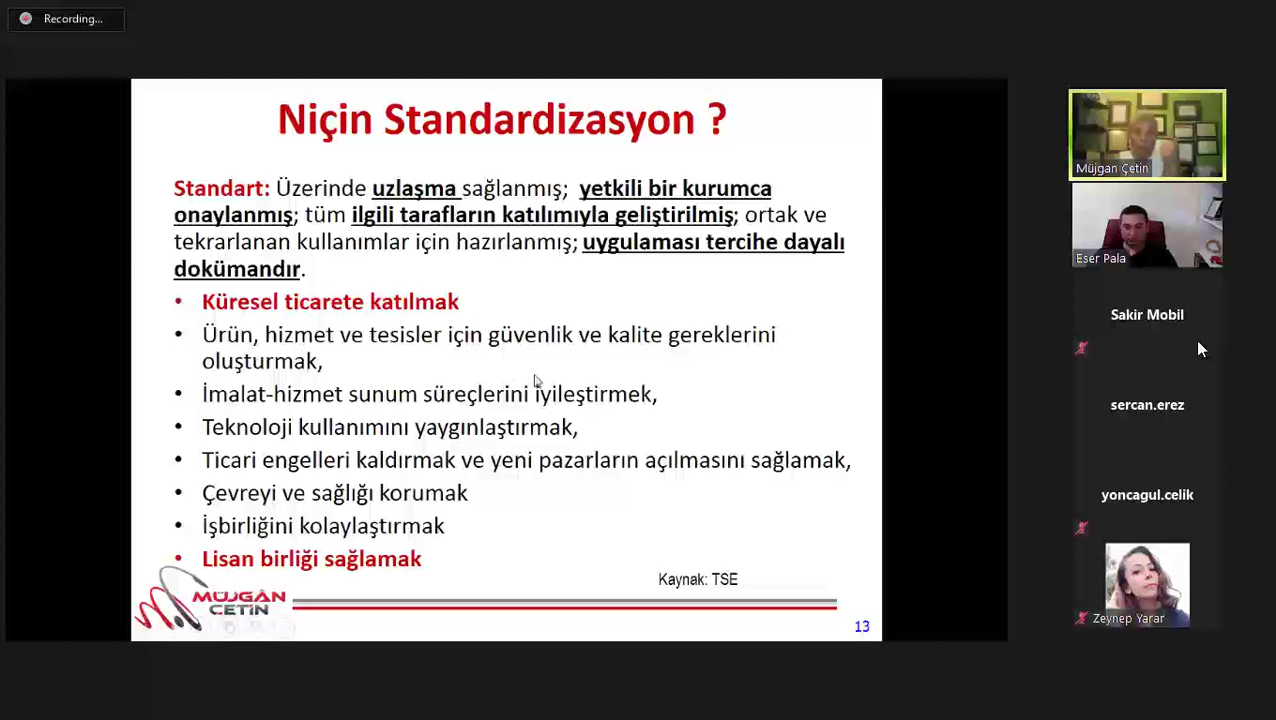 Recording...
Niçin Standardizasyon ?
Standart: Üzerinde uzlaşma sağlanmış; yetkili bir kurumca
onaylanmış; tüm ilgili tarafların katılımıyla geliştirilmiş; ortak ve
tekrarlanan kullanımlar için hazırlanmış; uygulaması tercihe dayalı
dokümandır.
• Küresel ticarete katılmak
• Ürün, hizmet ve tesisler için güvenlik ve kalite gereklerini
oluşturmak,
• İmalat-hizmet sunum süreçlerini iyileştirmek,
• Teknoloji kullanımını yaygınlaştırmak,
• Ticari engelleri kaldırmak ve yeni pazarların açılmasını sağlamak,
• Çevreyi ve sağlığı korumak
• İşbirliğini kolaylaştırmak
• Lisan birliği sağlamak
Kaynak: TSE
MÜJGÂN
ÇETİN
13
Müjgan Çetin
Eser Pala
Sakir Mobil
sercan.erez
yoncagul.celik
Zeynep Yarar